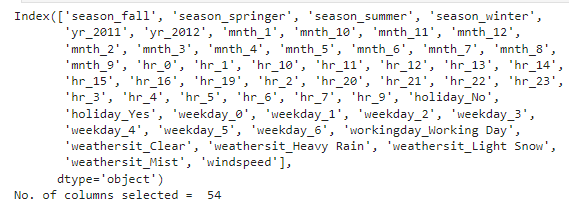 Index(['season_fall', 'season_springer', 'season_summer', 'season_winter',
'yr_2011', 'yr_2012', 'mnth_1', 'mnth_10', 'mnth_11', 'mnth_12',
'mnth_2', 'mnth_3', 'mnth_4', 'mnth_5', 'mnth_6', 'mnth_7', 'mnth_8',
'mnth_9', 'hr_0', 'hr_1', 'hr_10', 'hr_11', 'hr_12', 'hr_13', 'hr_14',
'hr_15', 'hr_16', 'hr_19', 'hr_2', 'hr_20', 'hr_21', 'hr_22', 'hr_23',
'hr_3', 'hr_4', 'hr_5', 'hr_6', 'hr_7', 'hr_9', 'holiday_No',
'holiday_Yes', 'weekday_0', 'weekday_1', 'weekday_2', 'weekday_3',
'weekday_4', 'weekday_5', 'weekday_6', 'workingday_Working Day',
'weathersit_Clear', 'weathersit_Heavy Rain', 'weathersit_Light Snow',
'weathersit_Mist', 'windspeed'],
dtype='object')
No. of columns selected =  54